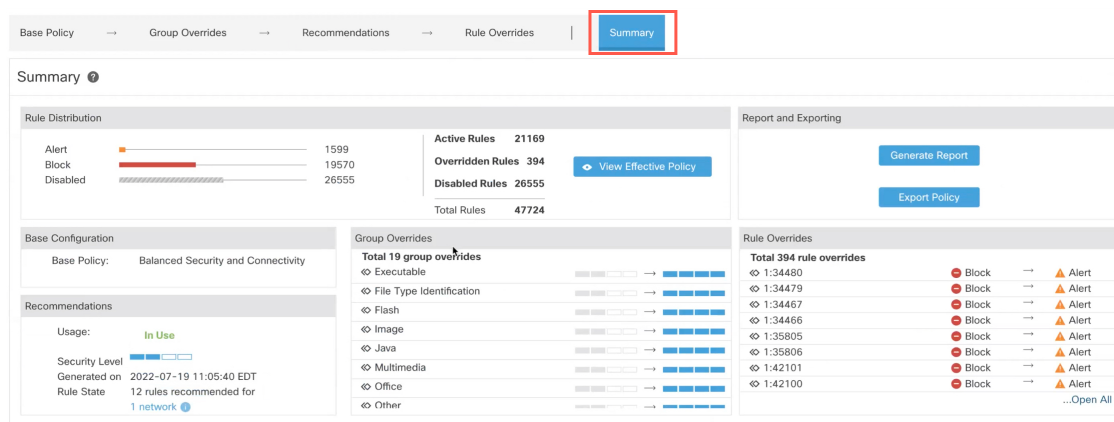 Base Policy → Group Overrides → Recommendations → Rule Overrides | Summary
Summary ?
Rule Distribution
Alert 1599
Block 19570
Disabled 26555
Active Rules 21169
Overridden Rules 394
Disabled Rules 26555
Total Rules 47724
View Effective Policy
Report and Exporting
Generate Report
Export Policy
Base Configuration
Base Policy: Balanced Security and Connectivity
Recommendations
Usage: In Use
Security Level
Generated on 2022-07-19 11:05:40 EDT
Rule State 12 rules recommended for
1 network i
Group Overrides
Total 19 group overrides
Executable →
File Type Identification →
Flash →
Image →
Java →
Multimedia →
Office →
Other →
Rule Overrides
Total 394 rule overrides
1:34480 Block → Alert
1:34479 Block → Alert
1:34467 Block → Alert
1:34466 Block → Alert
1:35805 Block → Alert
1:35806 Block → Alert
1:42101 Block → Alert
1:42100 Block → Alert
...Open All